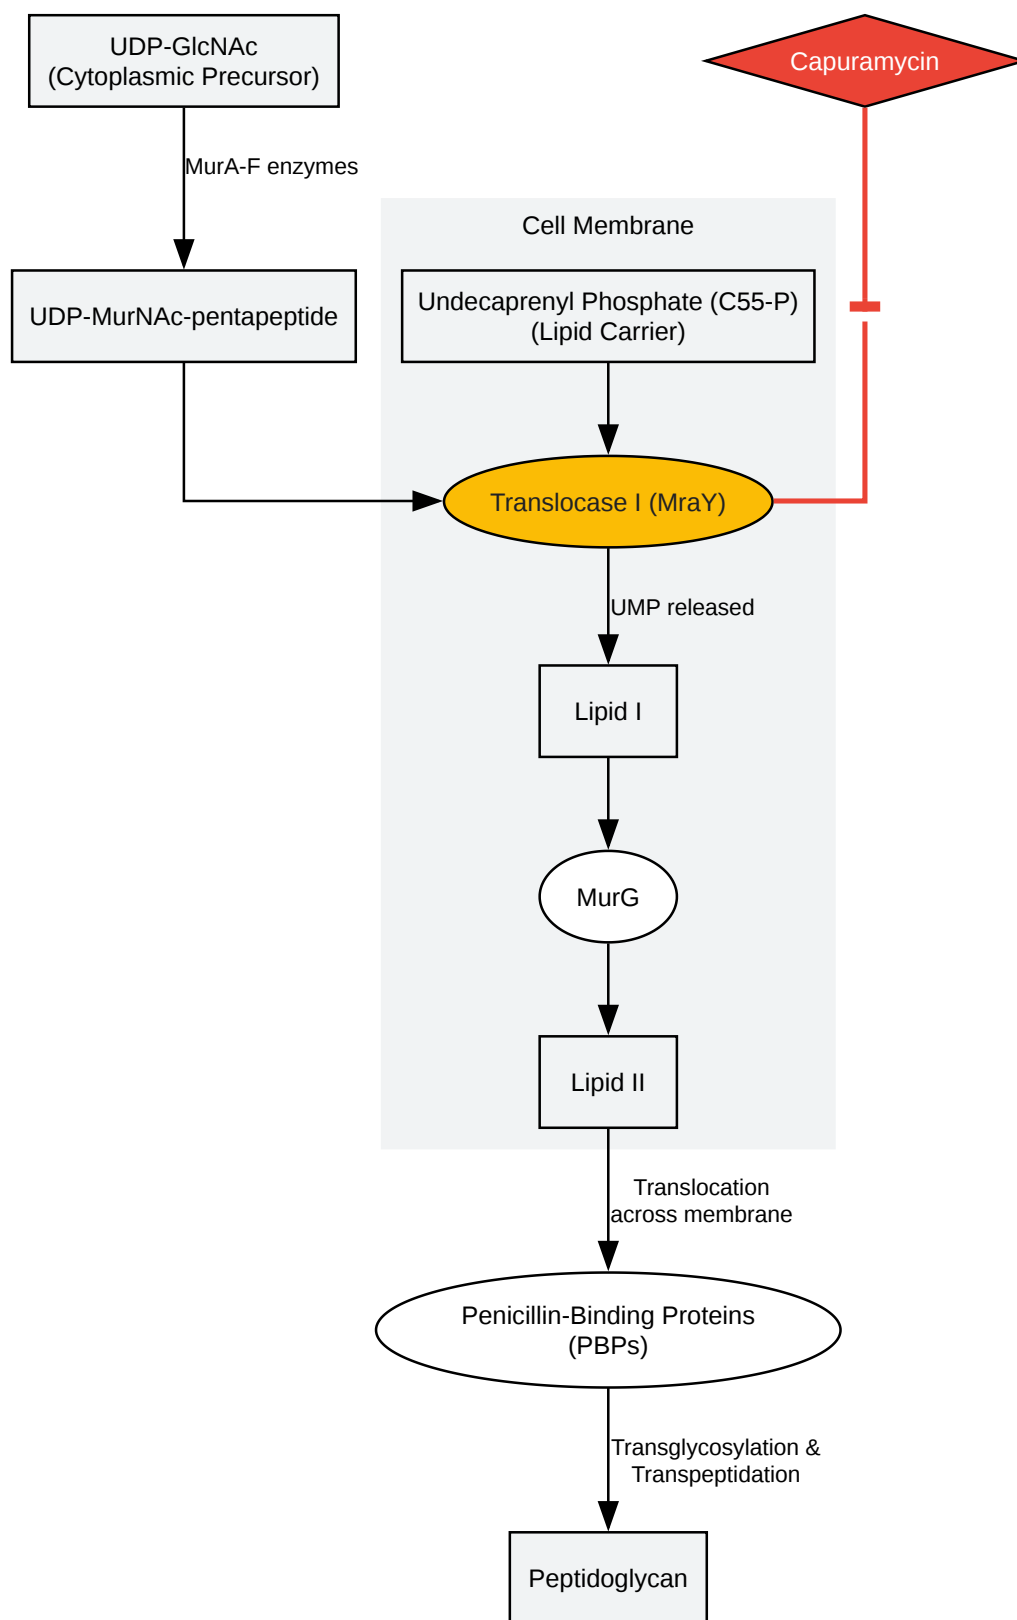 UDP-GlcNAc
(Cytoplasmic Precursor)
Capuramycin
MurA-F enzymes
Cell Membrane
UDP-MurNAc-pentapeptide
Undecaprenyl Phosphate (C55-P)
(Lipid Carrier)
Translocase I (MraY)
UMP released
Lipid I
MurG
Lipid II
Translocation
across membrane
Penicillin-Binding Proteins
(PBPs)
Transglycosylation &
Transpeptidation
Peptidoglycan